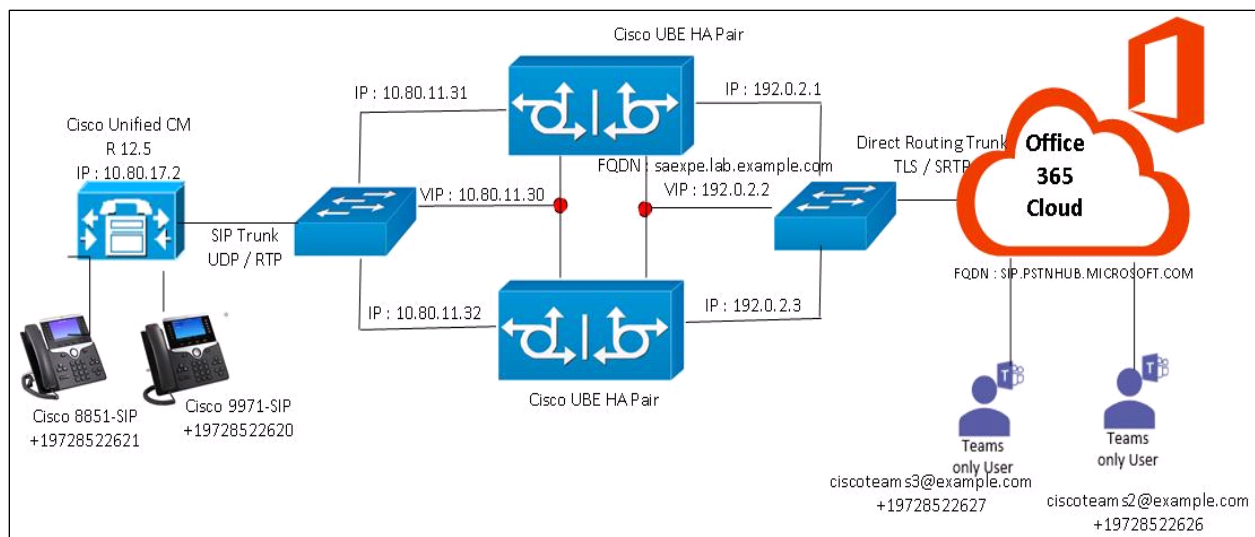 Cisco UBE HA Pair
IP : 10.80.11.31
IP : 192.0.2.1
Cisco Unified CM
R 12.5
IP : 10.80.17.2
FQDN : saexpe.lab.example.com
VIP : 10.80.11.30
VIP : 192.0.2.2
Direct Routing Trunk
TLS / SRTP
Office
365
Cloud
SIP Trunk
UDP / RTP
FQDN : SIP.PSTNHUB.MICROSOFT.COM
IP : 10.80.11.32
IP : 192.0.2.3
Cisco UBE HA Pair
Cisco 8851-SIP
+19728522621
Cisco 9971-SIP
+19728522620
T
Teams
only User
ciscoteams3@example.com
+19728522627
T
Teams
only User
ciscoteams2@example.com
+19728522626